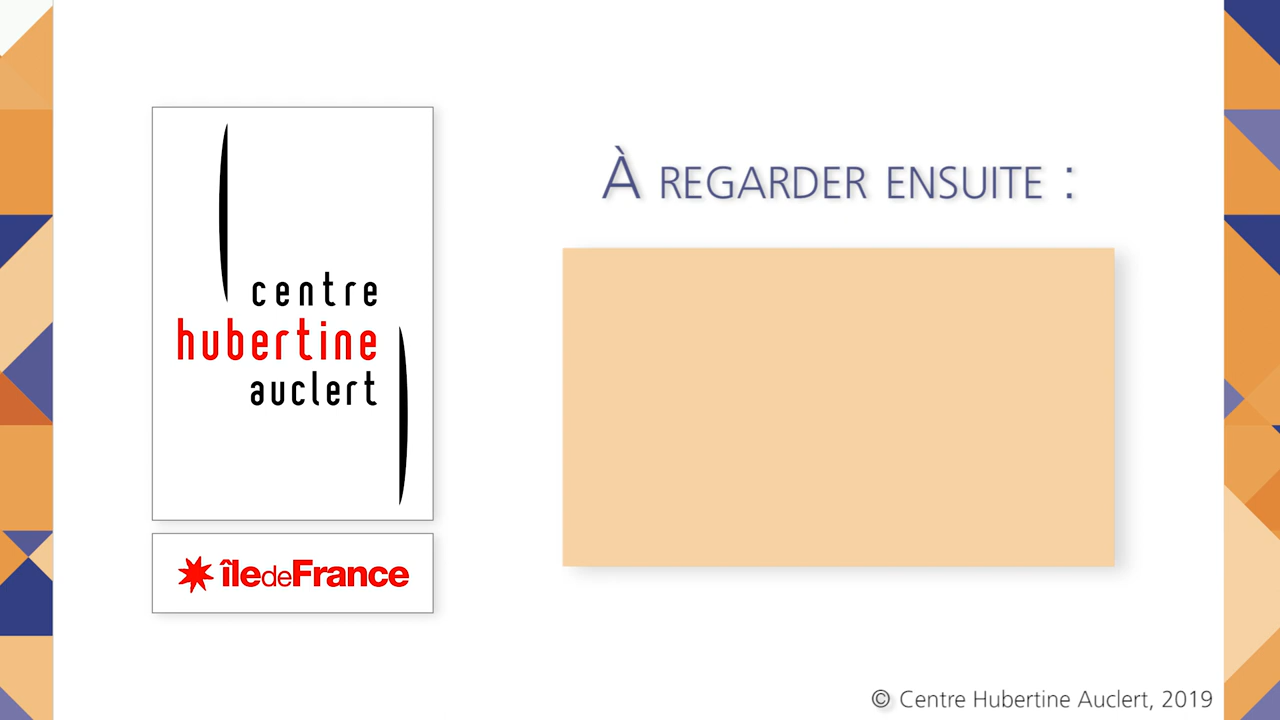 centre
hubertine
auclert
îledeFrance
À REGARDER ENSUITE :
© Centre Hubertine Auclert, 2019